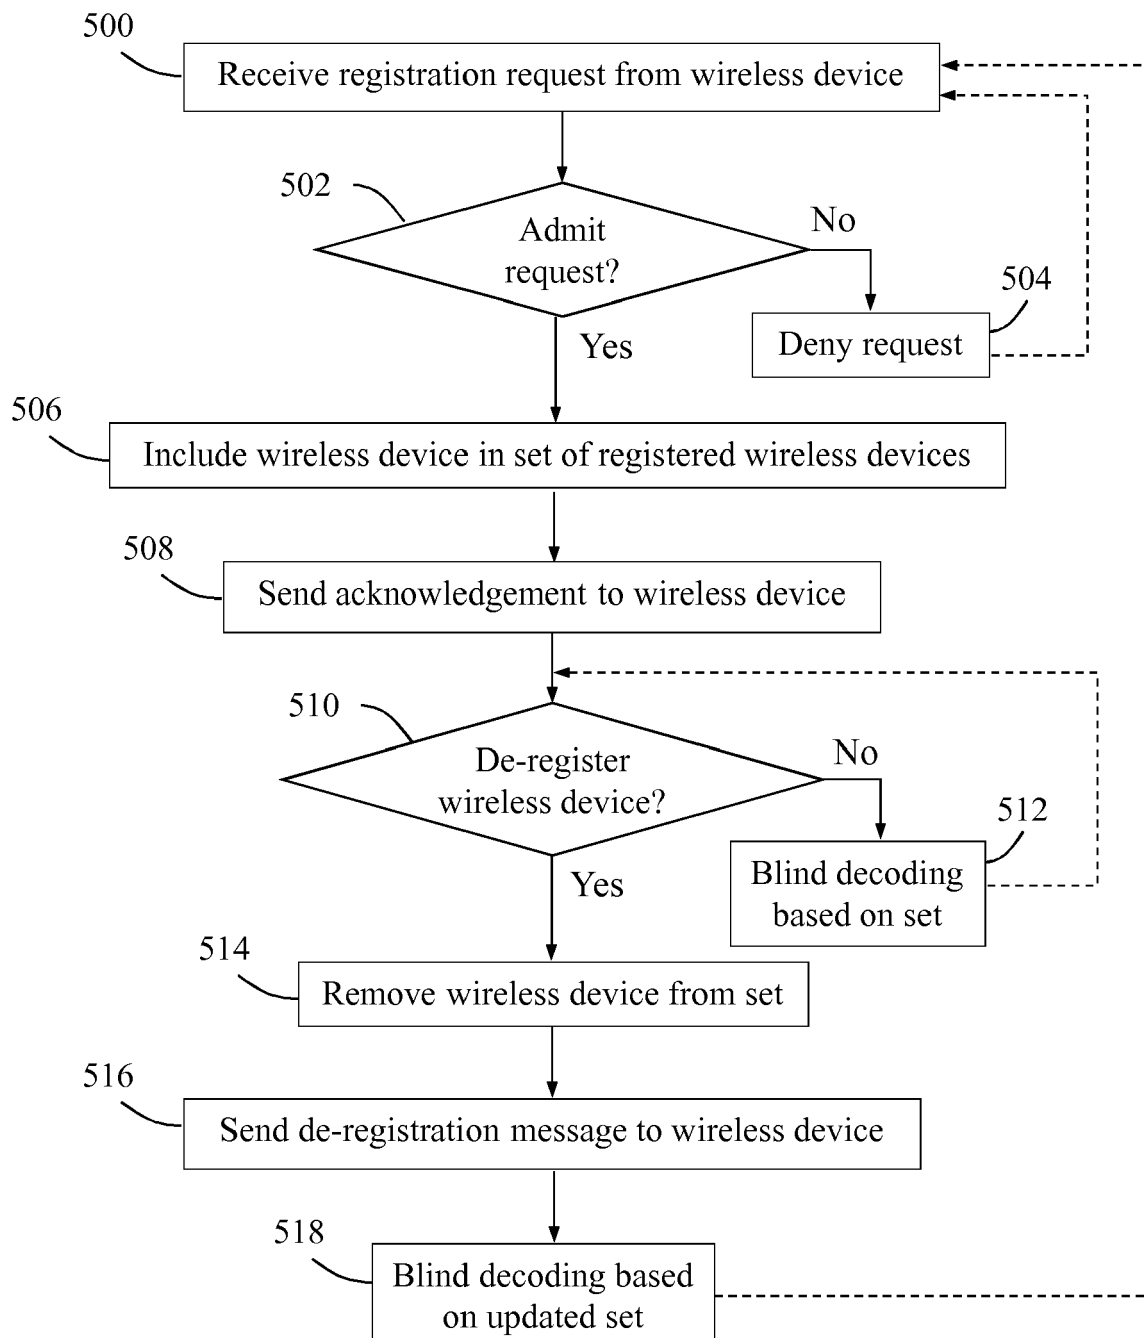 500
Receive registration request from wireless device
502
Admit
request?
No
504
Deny request
Yes
506
Include wireless device in set of registered wireless devices
508
Send acknowledgement to wireless device
510
De-register
wireless device?
No
512
Blind decoding
based on set
Yes
514
Remove wireless device from set
516
Send de-registration message to wireless device
518
Blind decoding based
on updated set